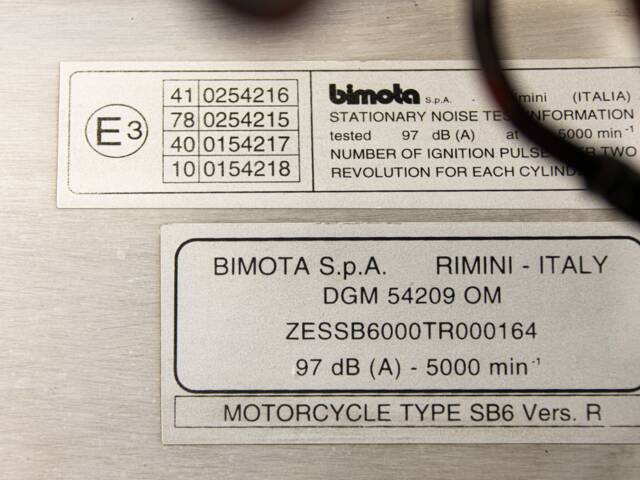 E3
41 0254216
78 0254215
40 0154217
10 0154218
bimota S.p.A. - (ITALIA)
STATIONARY NOISE INFORMATION
tested 97 dB (A) at 5000 min⁻¹
NUMBER OF IGNITION TWO
REVOLUTION FOR EACH
BIMOTA S.p.A. RIMINI - ITALY
DGM 54209 OM
ZESSB6000TR000164
97 dB (A) - 5000 min⁻¹
MOTORCYCLE TYPE SB6 Vers. R